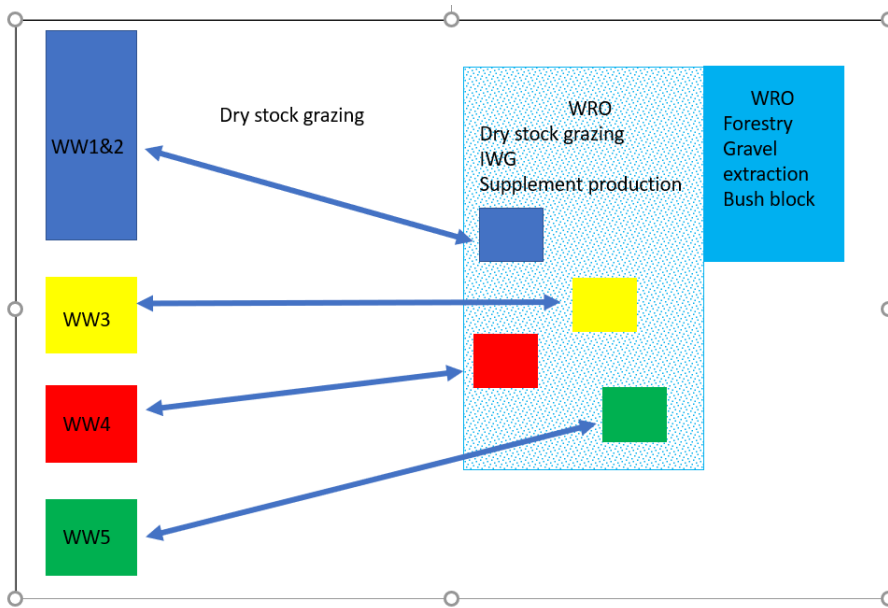 WW1&2
Dry stock grazing
WRO
Dry stock grazing
IWG
Supplement production
WRO
Forestry
Gravel
extraction
Bush block
WW3
WW4
WW5